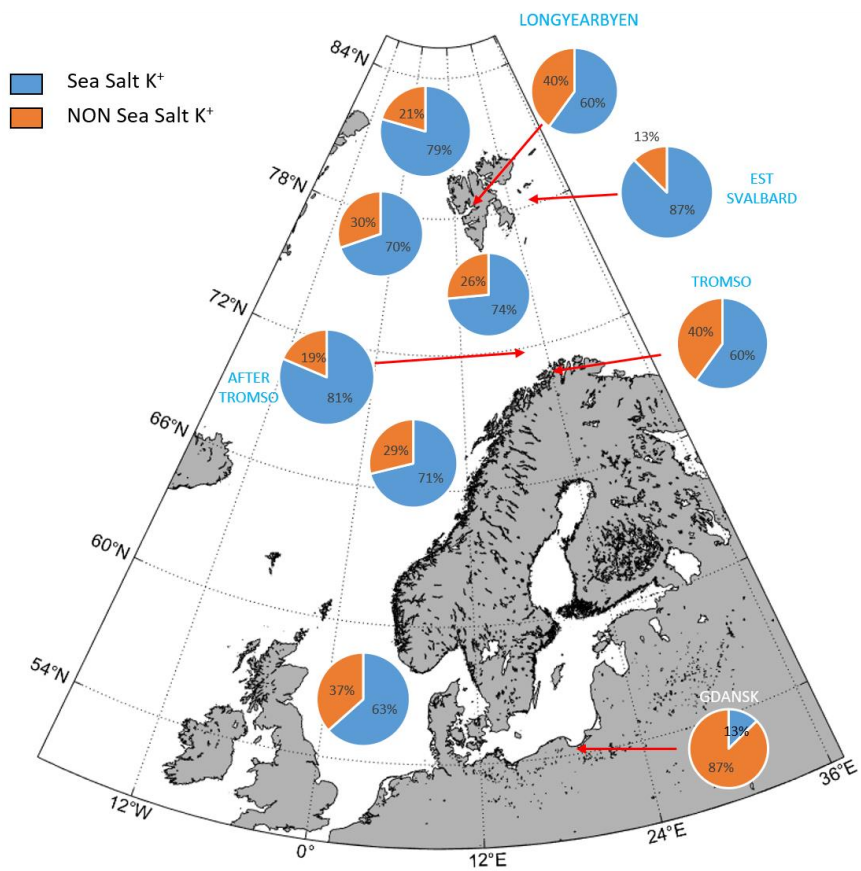 LONGYEARBYEN
84°N
Sea Salt K⁺
NON Sea Salt K⁺
40%
60%
21%
79%
13%
87%
EST
SVALBARD
78°N
30%
70%
26%
74%
TROMSO
40%
60%
72°N
19%
81%
AFTER
TROMSO
66°N
29%
71%
60°N
54°N
37%
63%
GDANSK
13%
87%
36°E
12°W
24°E
0°
12°E